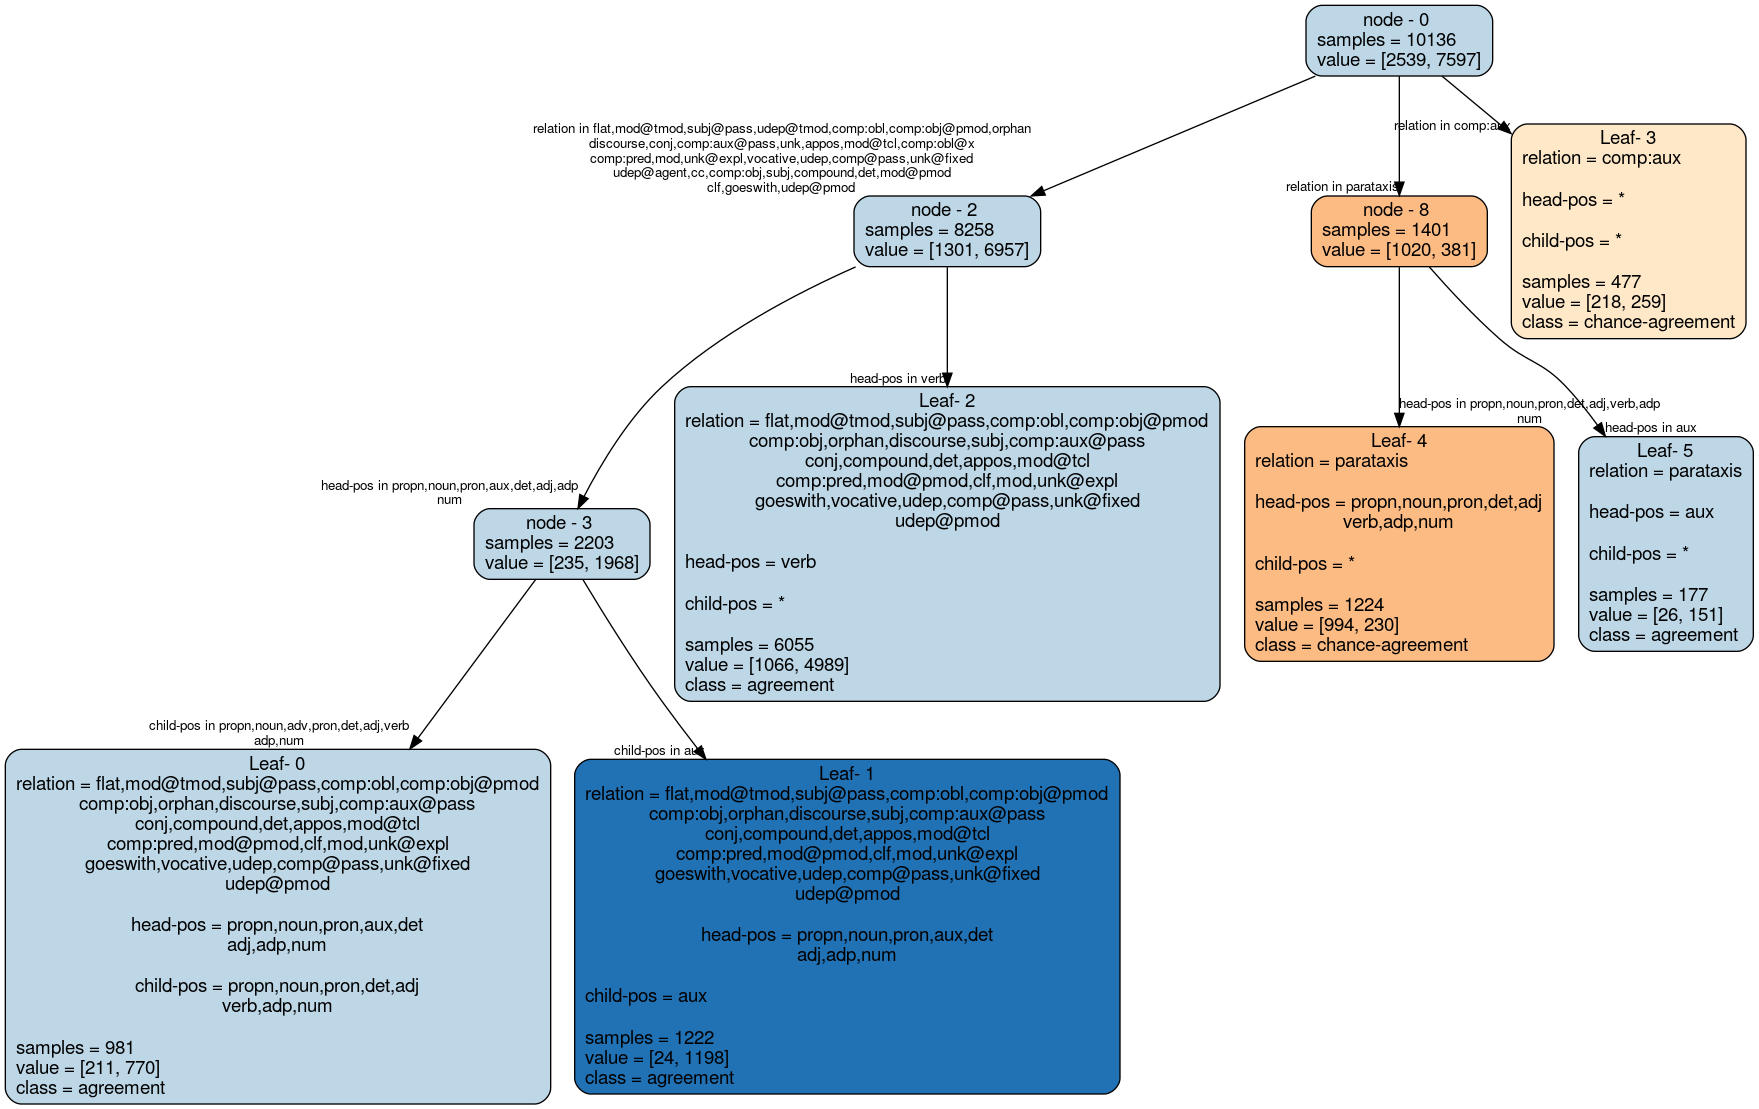 node - 0
samples = 10136
value = [2539, 7597]
relation in flat,mod@tmod,subj@pass,udep@tmod,comp:obl,comp:obj@pmod,orphan
discourse,conj,comp:aux@pass,unk,appos,mod@tcl,comp:obl@x
comp:pred,mod,unk@expl,vocative,udep,comp@pass,unk@fixed
udep@agent,cc,comp:obj,subj,compound,det,mod@pmod
clf,goeswith,udep@pmod
relation in parataxis
relation in comp:aux
node - 2
samples = 8258
value = [1301, 6957]
node - 8
samples = 1401
value = [1020, 381]
Leaf- 3
relation = comp:aux
head-pos = *
child-pos = *
samples = 477
value = [218, 259]
class = chance-agreement
head-pos in propn,noun,pron,aux,det,adj,adp
num
head-pos in verb
head-pos in propn,noun,pron,det,adj,verb,adp
num
head-pos in aux
node - 3
samples = 2203
value = [235, 1968]
Leaf- 2
relation = flat,mod@tmod,subj@pass,comp:obl,comp:obj@pmod
comp:obj,orphan,discourse,subj,comp:aux@pass
conj,compound,det,appos,mod@tcl
comp:pred,mod@pmod,clf,mod,unk@expl
goeswith,vocative,udep,comp@pass,unk@fixed
udep@pmod
head-pos = verb
child-pos = *
samples = 6055
value = [1066, 4989]
class = agreement
Leaf- 4
relation = parataxis
head-pos = propn,noun,pron,det,adj
verb,adp,num
child-pos = *
samples = 1224
value = [994, 230]
class = chance-agreement
Leaf- 5
relation = parataxis
head-pos = aux
child-pos = *
samples = 177
value = [26, 151]
class = agreement
child-pos in propn,noun,adv,pron,det,adj,verb
adp,num
child-pos in aux
Leaf- 0
relation = flat,mod@tmod,subj@pass,comp:obl,comp:obj@pmod
comp:obj,orphan,discourse,subj,comp:aux@pass
conj,compound,det,appos,mod@tcl
comp:pred,mod@pmod,clf,mod,unk@expl
goeswith,vocative,udep,comp@pass,unk@fixed
udep@pmod
head-pos = propn,noun,pron,aux,det
adj,adp,num
child-pos = propn,noun,pron,det,adj
verb,adp,num
samples = 981
value = [211, 770]
class = agreement
Leaf- 1
relation = flat,mod@tmod,subj@pass,comp:obl,comp:obj@pmod
comp:obj,orphan,discourse,subj,comp:aux@pass
conj,compound,det,appos,mod@tcl
comp:pred,mod@pmod,clf,mod,unk@expl
goeswith,vocative,udep,comp@pass,unk@fixed
udep@pmod
head-pos = propn,noun,pron,aux,det
adj,adp,num
child-pos = aux
samples = 1222
value = [24, 1198]
class = agreement